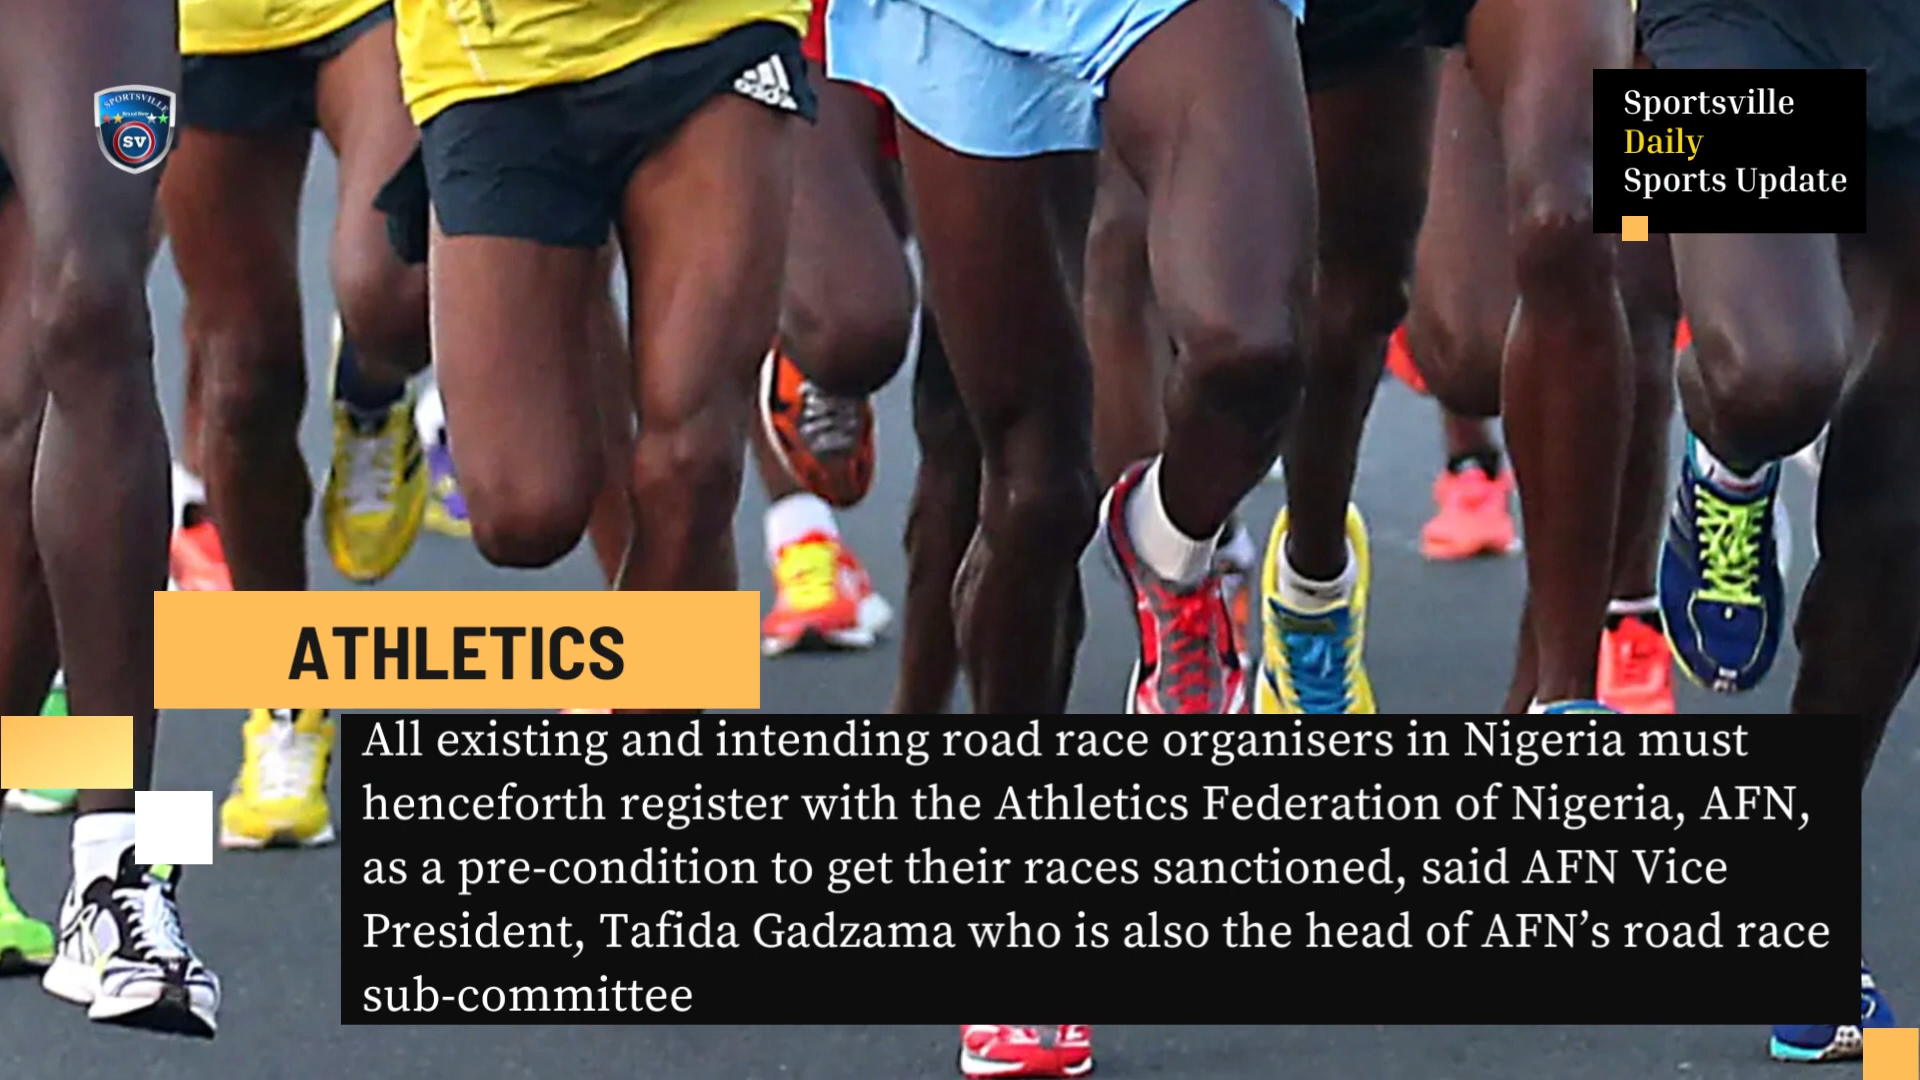 SPORTSVILLE
SV
adidas
Sportsville
Daily
Sports Update
ATHLETICS
All existing and intending road race organisers in Nigeria must
henceforth register with the Athletics Federation of Nigeria, AFN,
as a pre-condition to get their races sanctioned, said AFN Vice
President, Tafida Gadzama who is also the head of AFN’s road race
sub-committee